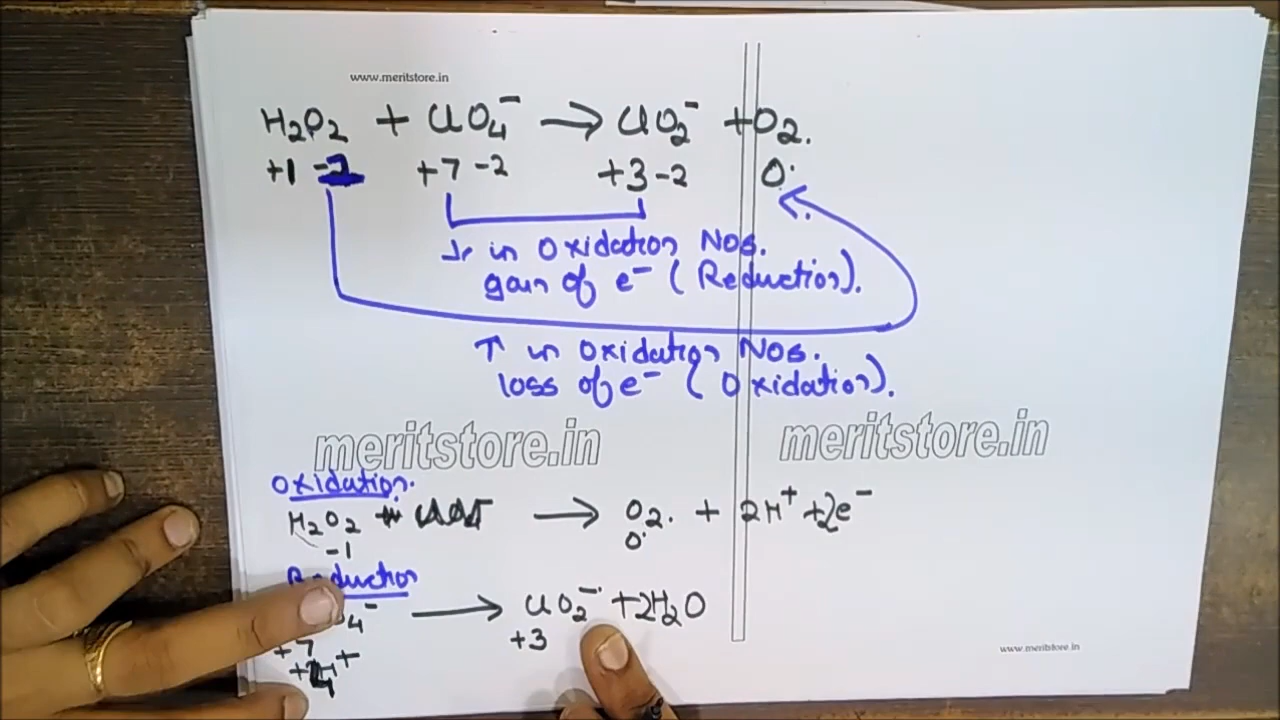 www.meritstore.in
H₂O₂ + ClO₄⁻ → ClO₂⁻ + O₂.
+1 -2 +7 -2 +3 -2 0.
↓ in Oxidation Nos.
gain of e⁻ (Reduction).
↑ in Oxidation Nos.
loss of e⁻ (Oxidation).
meritstore.in meritstore.in
Oxidation.
H₂O₂ → O₂. + 2H⁺ + 2e⁻
-1 0.
Reduction
O₄⁻ → ClO₂⁻ + 2H₂O
+7 +3
www.meritstore.in